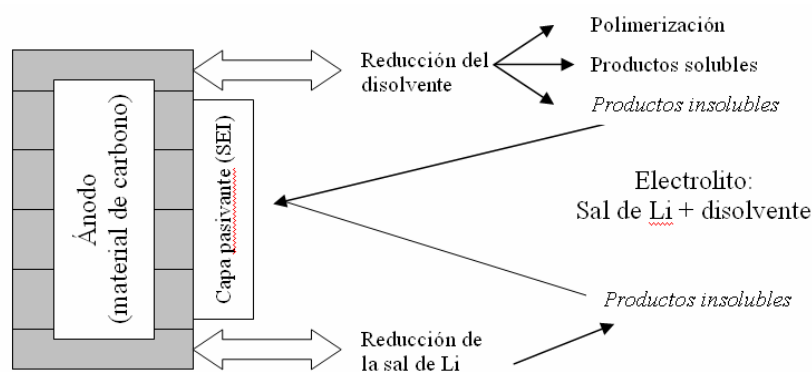 Polimerización
Reducción del
disolvente
Productos solubles
Productos insolubles
Ánodo
(material de carbono)
Capa pasivante (SEI)
Electrolito:
Sal de Li + disolvente
Productos insolubles
Reducción de
la sal de Li